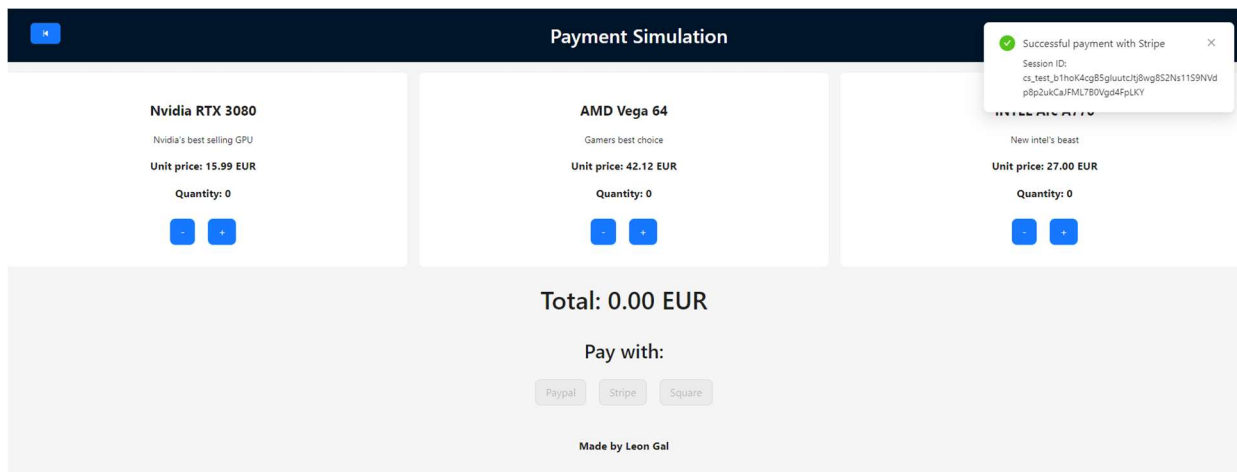 Payment Simulation
Successful payment with Stripe
Session ID:
Nvidia RTX 3080
Nvidia's best selling GPU
Unit price: 15.99 EUR
Quantity: 0
-
+
AMD Vega 64
Gamers best choice
Unit price: 42.12 EUR
Quantity: 0
-
+
INTEL Arc A770
New intel's beast
Unit price: 27.00 EUR
Quantity: 0
-
+
Total: 0.00 EUR
Pay with:
Paypal
Stripe
Square
Made by Leon Gal